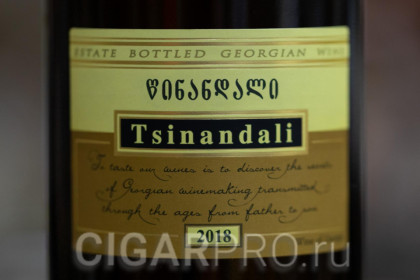 ESTATE BOTTLED GEORGIAN WINE
წინანდალი
Tsinandali
To taste our wines is to discover the secrets
of Georgian winemaking transmitted
through the ages from father to son
2018
CIGARPRO.ru